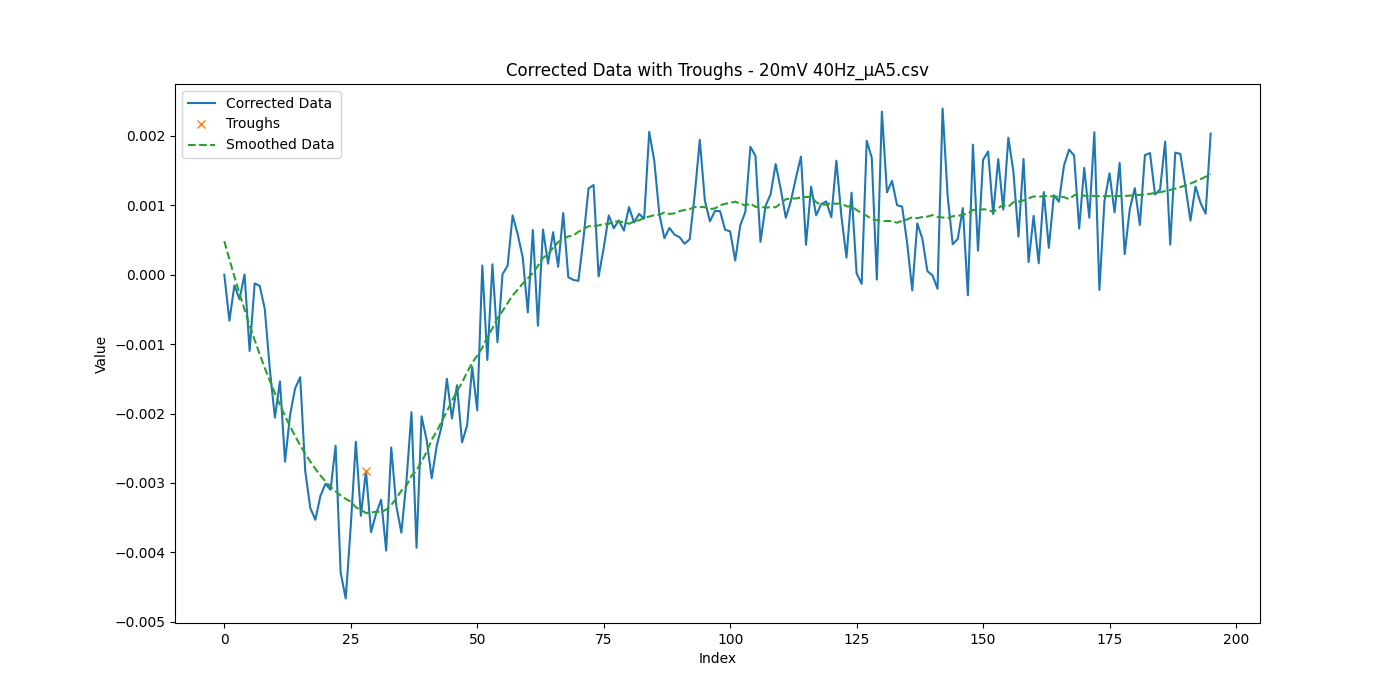 Corrected Data with Troughs - 20mV 40Hz_μA5.csv
Corrected Data
Troughs
Smoothed Data
Value
0.002
0.001
0.000
−0.001
−0.002
−0.003
−0.004
−0.005
0 25 50 75 100 125 150 175 200
Index